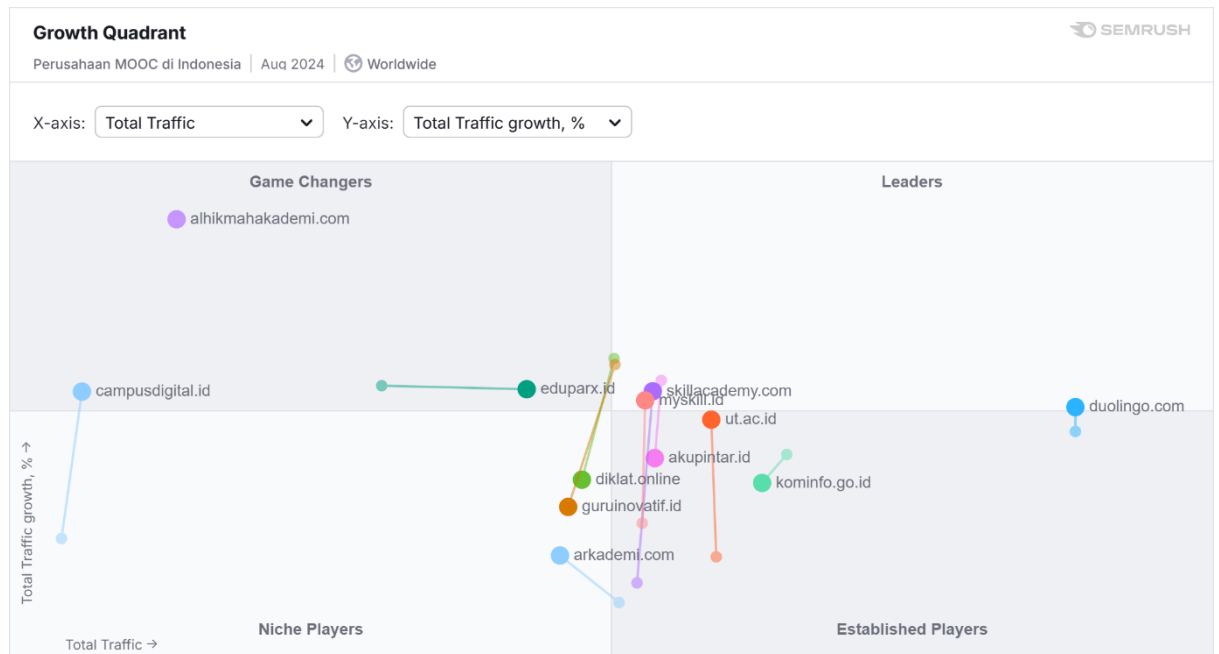 Growth Quadrant
SEMRUSH
Perusahaan MOOC di Indonesia Aug 2024 Worldwide
X-axis: Total Traffic Y-axis: Total Traffic growth, %
Game Changers
Leaders
alhikmahakademi.com
campusdigital.id
eduparx.id
skillacademy.com
myskill.id
duolingo.com
ut.ac.id
akupintar.id
diklat.online
kominfo.go.id
guruinovatif.id
arkademi.com
Total Traffic growth, % →
Niche Players
Established Players
Total Traffic →